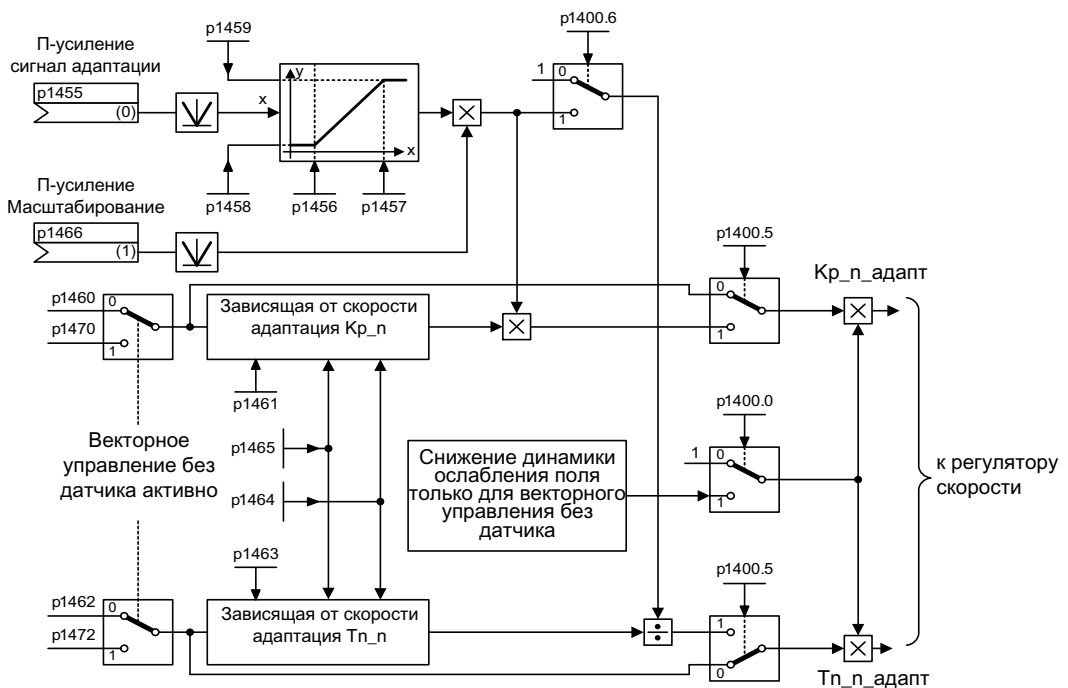 p1400.6
p1459
П-усиление
сигнал адаптации
p1455
(0)
x
y
x
1
0
1
p1458
p1456
p1457
П-усиление
Масштабирование
p1466
(1)
p1400.5
Kp_n_адапт
p1460
0
p1470
1
Зависящая от скорости
адаптация Kp_n
0
1
p1461
p1400.0
Векторное
управление без
датчика активно
p1465
p1464
Снижение динамики
ослабления поля
только для векторного
управления без
датчика
1
0
1
к регулятору
скорости
p1463
p1400.5
p1462
0
p1472
1
Зависящая от скорости
адаптация Tn_n
1
0
Tn_n_адапт